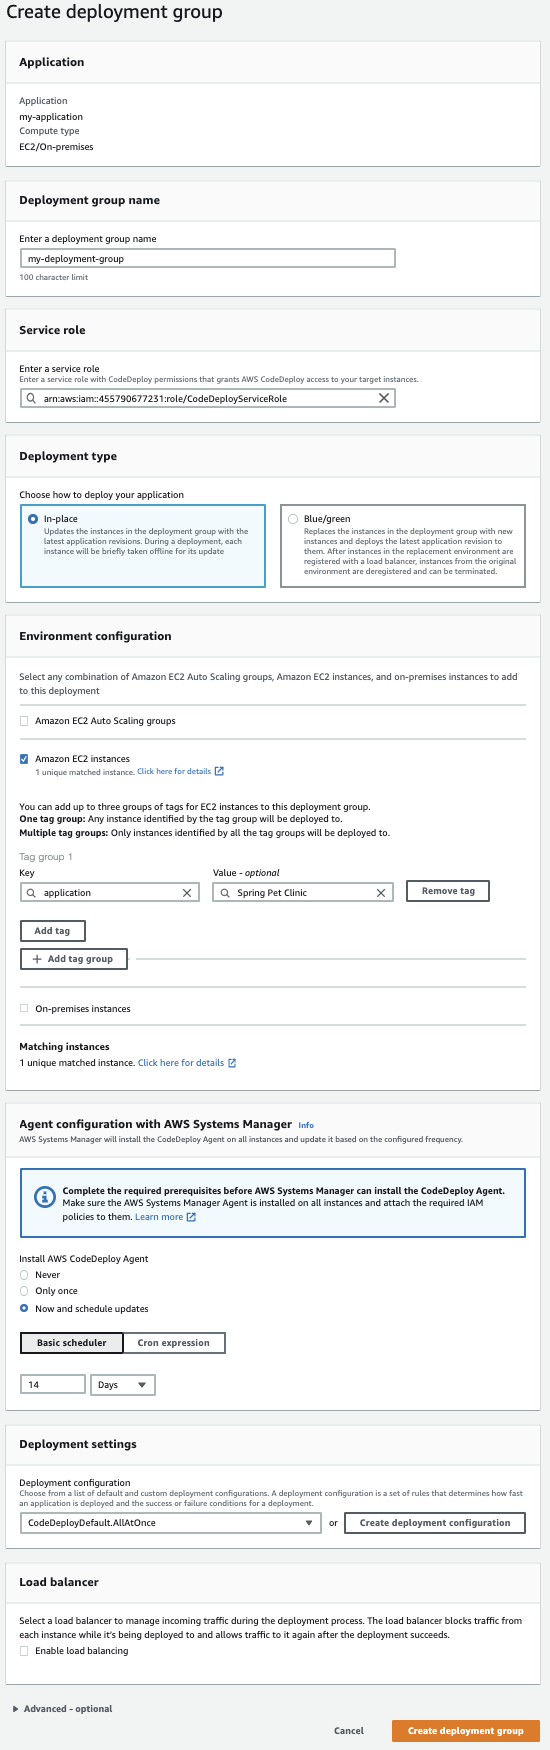 Create deployment group
Application
Application
my-application
Compute type
EC2/On-premises
Deployment group name
Enter a deployment group name
my-deployment-group
100 character limit
Service role
Enter a service role
Enter a service role with CodeDeploy permissions that grants AWS CodeDeploy access to your target instances.
arn:aws:iam::455790677231:role/CodeDeployServiceRole
Deployment type
Choose how to deploy your application
In-place
Updates the instances in the deployment group with the
latest application revisions. During a deployment, each
instance will be briefly taken offline for its update
Blue/green
Replaces the instances in the deployment group with new
instances and deploys the latest application revision to
them. After instances in the replacement environment are
registered with a load balancer, instances from the original
environment are deregistered and can be terminated.
Environment configuration
Select any combination of Amazon EC2 Auto Scaling groups, Amazon EC2 instances, and on-premises instances to add
to this deployment
Amazon EC2 Auto Scaling groups
Amazon EC2 instances
1 unique matched instance. Click here for details
You can add up to three groups of tags for EC2 instances to this deployment group.
One tag group: Any instance identified by the tag group will be deployed to.
Multiple tag groups: Only instances identified by all the tag groups will be deployed to.
Tag group 1
Key
Value - optional
application
Spring Pet Clinic
Remove tag
Add tag
Add tag group
On-premises instances
Matching instances
1 unique matched instance. Click here for details
Agent configuration with AWS Systems Manager Info
AWS Systems Manager will install the CodeDeploy Agent on all instances and update it based on the configured frequency.
Complete the required prerequisites before AWS Systems Manager can install the CodeDeploy Agent.
Make sure the AWS Systems Manager Agent is installed on all instances and attach the required IAM
policies to them. Learn more
Install AWS CodeDeploy Agent
Never
Only once
Now and schedule updates
Basic scheduler
Cron expression
14
Days
Deployment settings
Deployment configuration
Choose from a list of default and custom deployment configurations. A deployment configuration is a set of rules that determines how fast
an application is deployed and the success or failure conditions for a deployment.
CodeDeployDefault.AllAtOnce
or
Create deployment configuration
Load balancer
Select a load balancer to manage incoming traffic during the deployment process. The load balancer blocks traffic from
each instance while it's being deployed to and allows traffic to it again after the deployment succeeds.
Enable load balancing
Advanced - optional
Cancel
Create deployment group